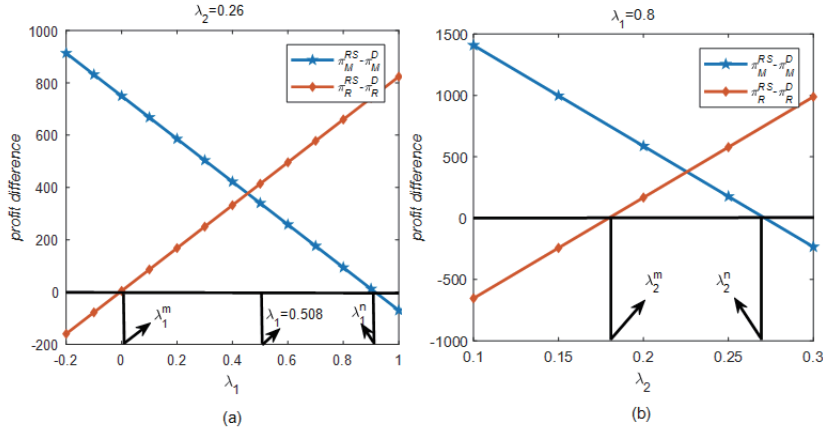 λ₂=0.26
1000
800
600
400
200
0
-200
profit difference
π_M^{RS}-π_M^D
π_R^{RS}-π_R^D
λ₁^m
λ₁=0.508
λ₁^n
-0.2 0 0.2 0.4 0.6 0.8 1
λ₁
(a)
λ₁=0.8
1500
1000
500
0
-500
-1000
profit difference
π_M^{RS}-π_M^D
π_R^{RS}-π_R^D
λ₂^m
λ₂^n
0.1 0.15 0.2 0.25 0.3
λ₂
(b)